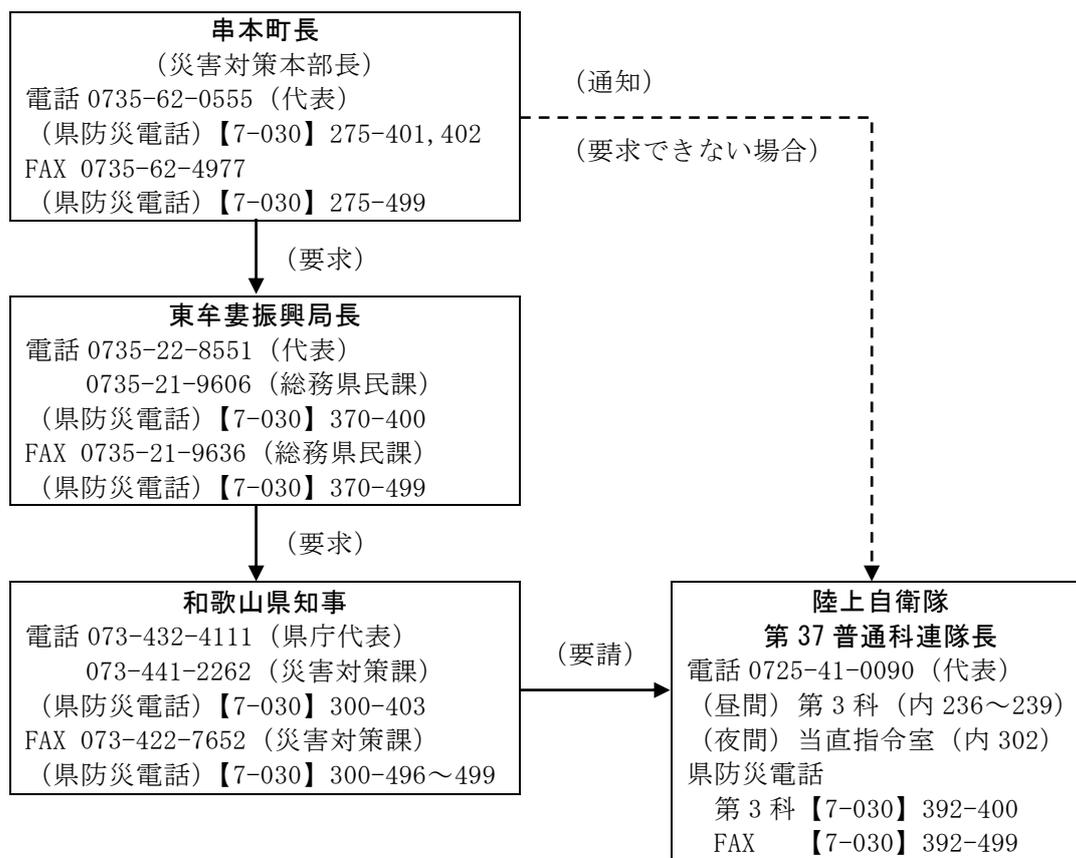 串本町長
（災害対策本部長）
電話 0735-62-0555（代表）
（県防災電話）【7-030】275-401,402
FAX 0735-62-4977
（県防災電話）【7-030】275-499
（通知）
（要求できない場合）
（要求）
東牟婁振興局長
電話 0735-22-8551（代表）
0735-21-9606（総務県民課）
（県防災電話）【7-030】370-400
FAX 0735-21-9636（総務県民課）
（県防災電話）【7-030】370-499
（要求）
和歌山県知事
電話 073-432-4111（県庁代表）
073-441-2262（災害対策課）
（県防災電話）【7-030】300-403
FAX 073-422-7652（災害対策課）
（県防災電話）【7-030】300-496～499
（要請）
陸上自衛隊
第 37 普通科連隊長
電話 0725-41-0090（代表）
（昼間）第 3 科（内 236～239）
（夜間）当直指令室（内 302）
県防災電話
第 3 科【7-030】392-400
FAX 【7-030】392-499